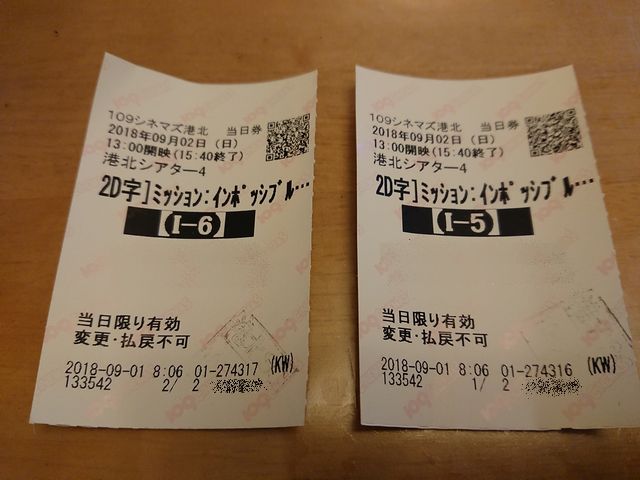 109シネマズ港北 当日券
2018年09月02日(日)
13:00開映(15:40終了)
港北シアター4
2D字]ミッション:インポッシブル…
(I-6)
当日限り有効
変更・払戻不可
2018-09-01 8:06 01-274317 (KW)
133542 2/ 2
109シネマズ港北 当日券
2018年09月02日(日)
13:00開映(15:40終了)
港北シアター4
2D字]ミッション:インポッシブル…
(I-5)
当日限り有効
変更・払戻不可
2018-09-01 8:06 01-274316 (KW)
133542 1/ 2